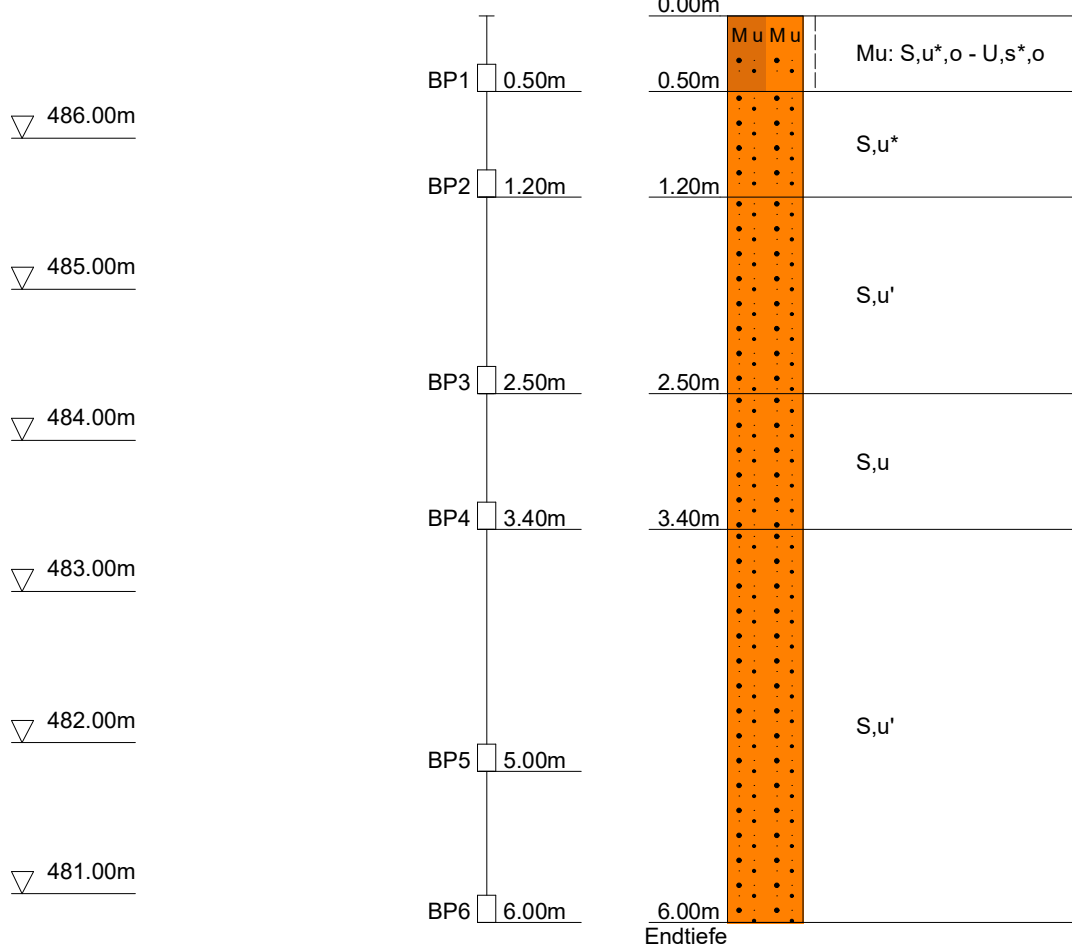 0.00m
M u M u
Mu: S,u*,o - U,s*,o
BP1 0.50m 0.50m
486.00m
S,u*
BP2 1.20m 1.20m
485.00m
S,u'
BP3 2.50m 2.50m
484.00m
S,u
BP4 3.40m 3.40m
483.00m
482.00m
S,u'
BP5 5.00m
481.00m
BP6 6.00m 6.00m
Endtiefe